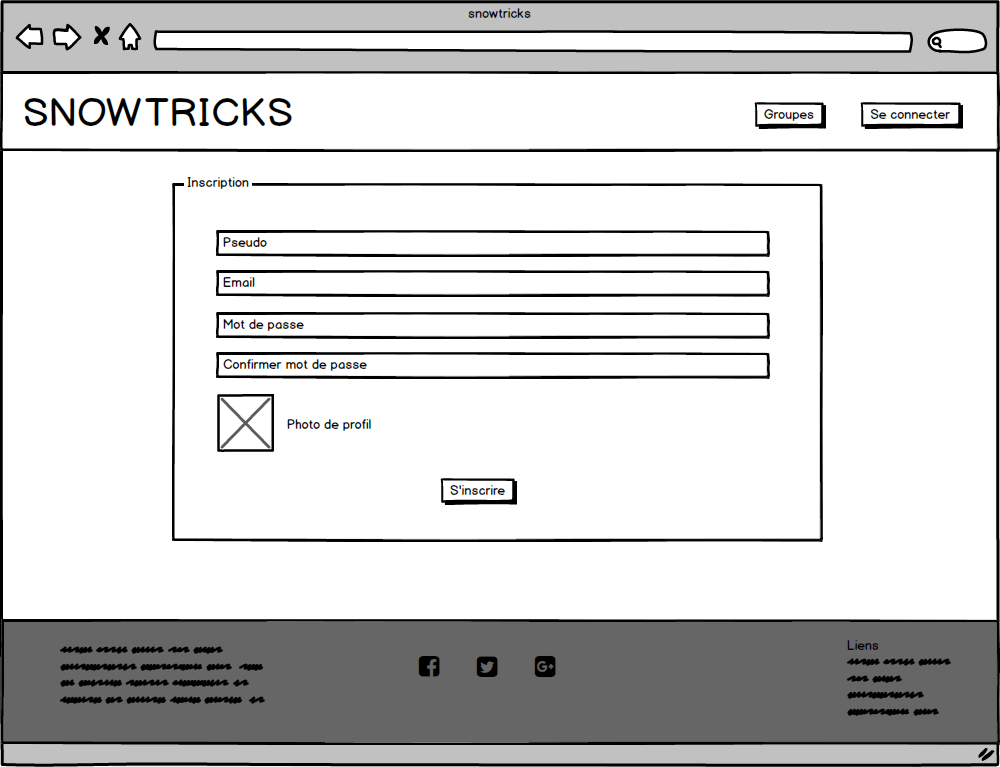 snowtricks
SNOWTRICKS
Groupes
Se connecter
Inscription
Pseudo
Email
Mot de passe
Confirmer mot de passe
Photo de profil
S'inscrire
Liens